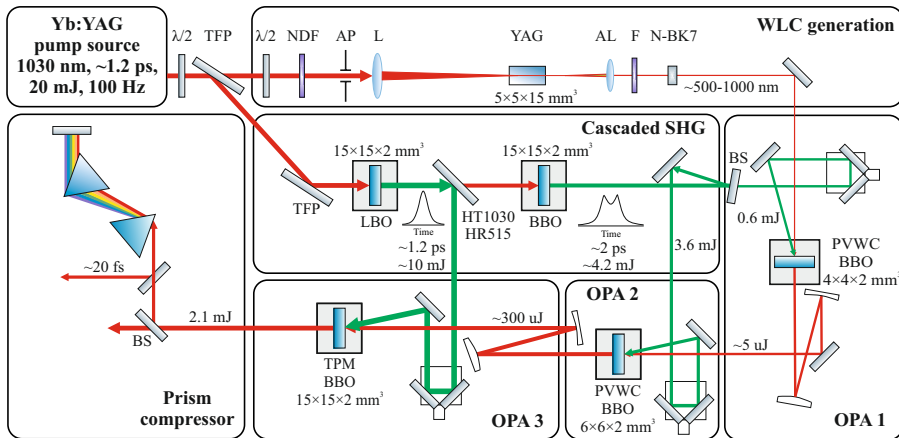 Yb:YAG
pump source
1030 nm, ~1.2 ps,
20 mJ, 100 Hz
λ/2
TFP
λ/2
NDF
AP
L
YAG
5×5×15 mm³
AL
F
N-BK7
WLC generation
~500-1000 nm
Cascaded SHG
15×15×2 mm³
LBO
TFP
Time
~1.2 ps
~10 mJ
HT1030
HR515
15×15×2 mm³
BBO
Time
~2 ps
~4.2 mJ
3.6 mJ
BS
0.6 mJ
PVWC
BBO
4×4×2 mm³
OPA 1
~5 uJ
OPA 2
PVWC
BBO
6×6×2 mm³
~300 uJ
TPM
BBO
15×15×2 mm³
OPA 3
2.1 mJ
~20 fs
BS
Prism
compressor